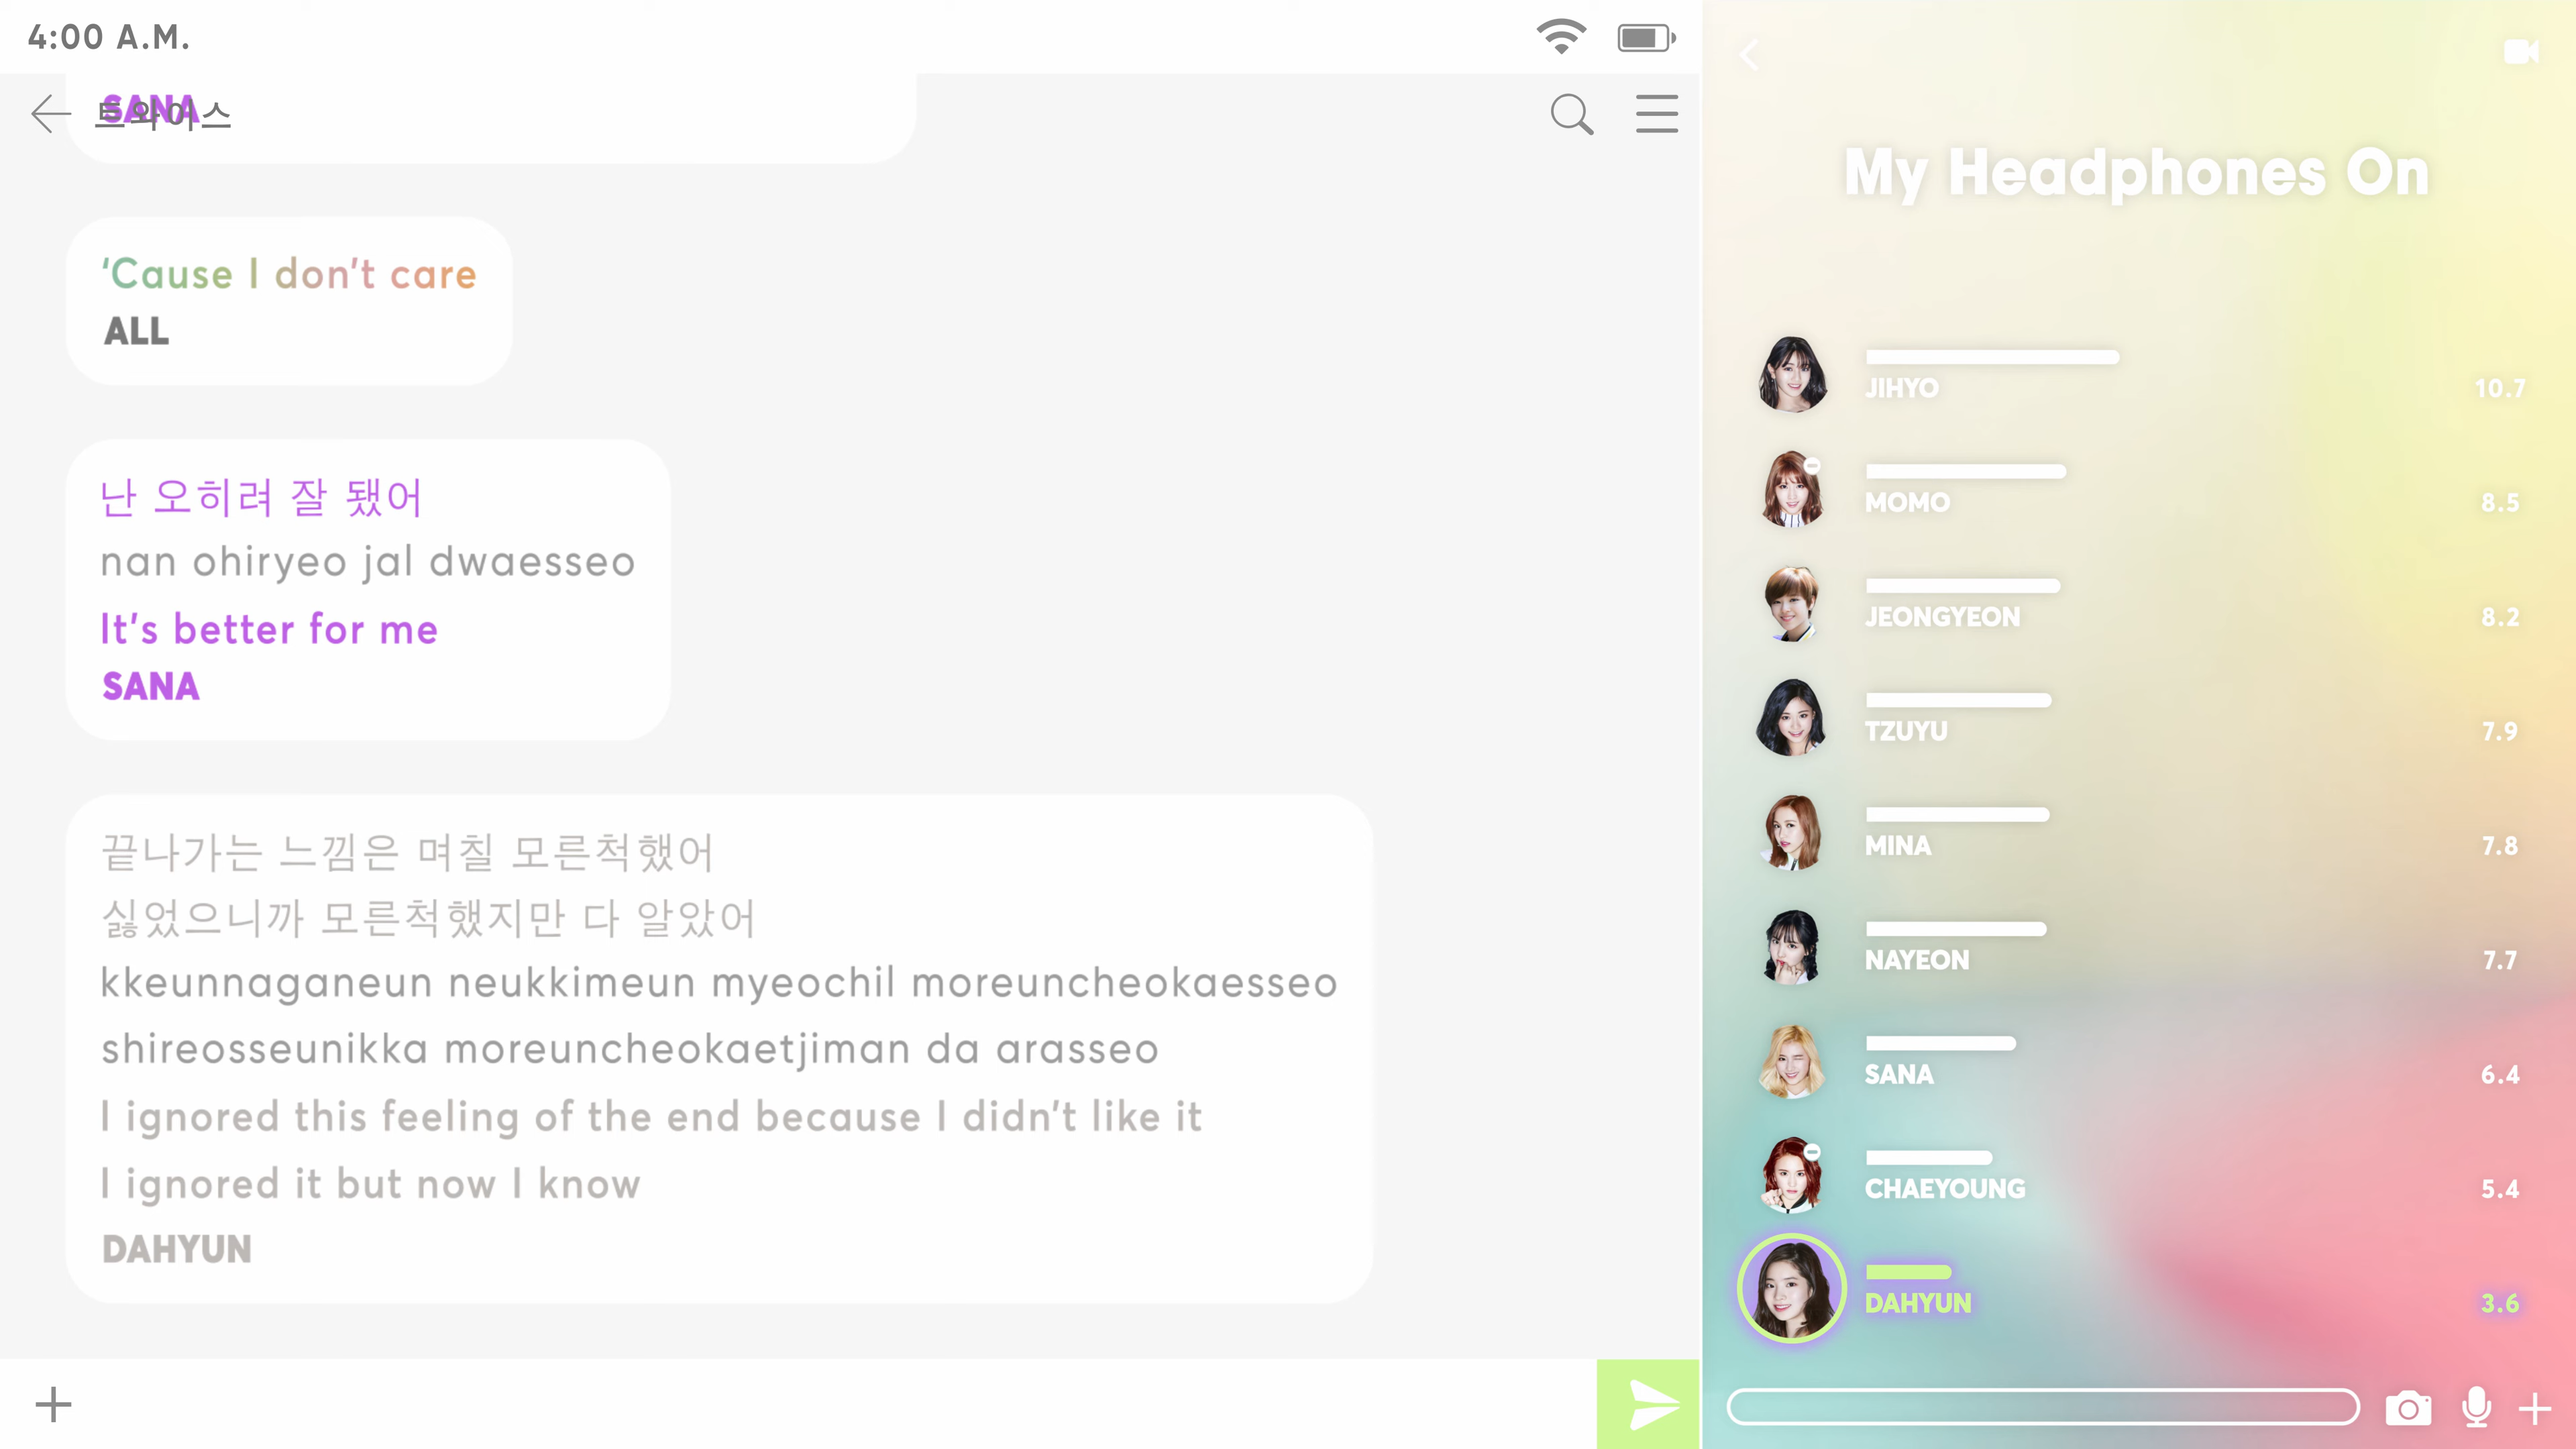 4:00 A.M.
트와이스
SANA
‘Cause I don’t care
ALL
난 오히려 잘 됐어
nan ohiryeo jal dwaesseo
It’s better for me
SANA
끝나가는 느낌은 며칠 모른척했어
싫었으니까 모른척했지만 다 알았어
kkeunnaganeun neukkimeun myeochil moreuncheokaesseo
shireosseunikka moreuncheokaetjiman da arasseo
I ignored this feeling of the end because I didn’t like it
I ignored it but now I know
DAHYUN
My Headphones On
JIHYO 10.7
MOMO 8.5
JEONGYEON 8.2
TZUYU 7.9
MINA 7.8
NAYEON 7.7
SANA 6.4
CHAEYOUNG 5.4
DAHYUN 3.6